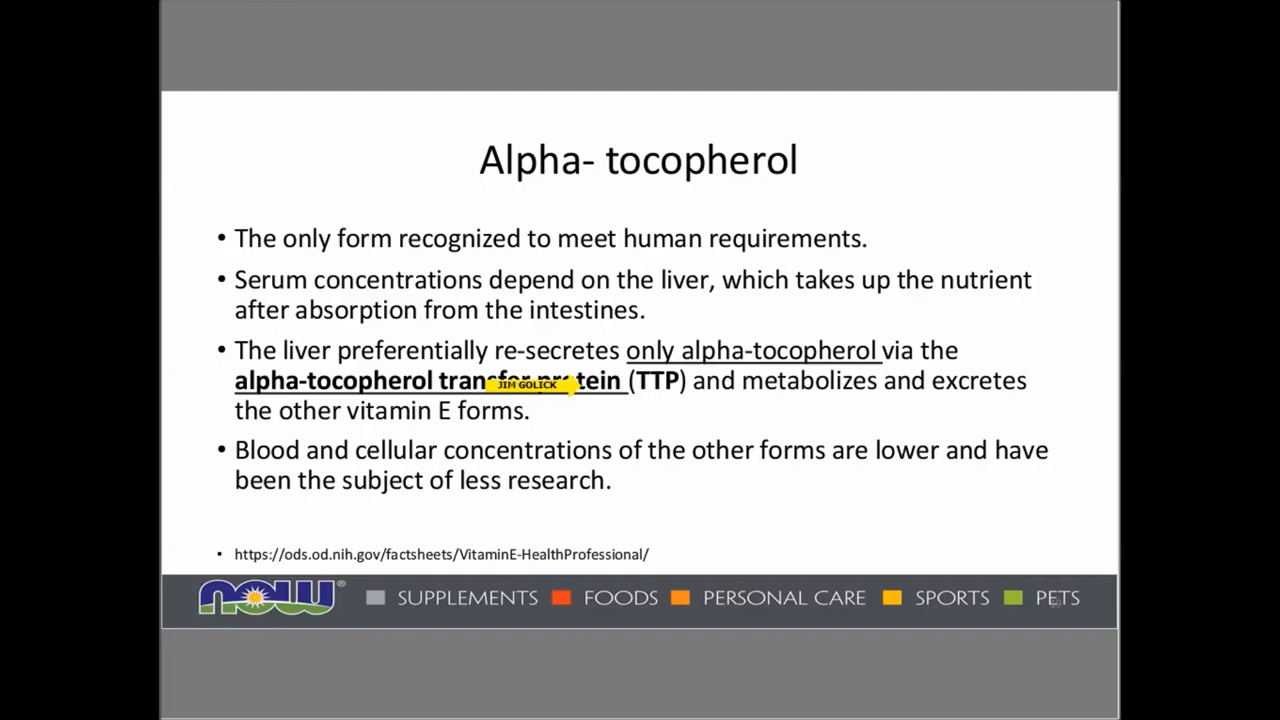 Alpha- tocopherol
• The only form recognized to meet human requirements.
• Serum concentrations depend on the liver, which takes up the nutrient
after absorption from the intestines.
• The liver preferentially re-secretes only alpha-tocopherol via the
alpha-tocopherol transfer protein (TTP) and metabolizes and excretes
JIM GOLICK
the other vitamin E forms.
• Blood and cellular concentrations of the other forms are lower and have
been the subject of less research.
• https://ods.od.nih.gov/factsheets/VitaminE-HealthProfessional/
now® SUPPLEMENTS FOODS PERSONAL CARE SPORTS PETS